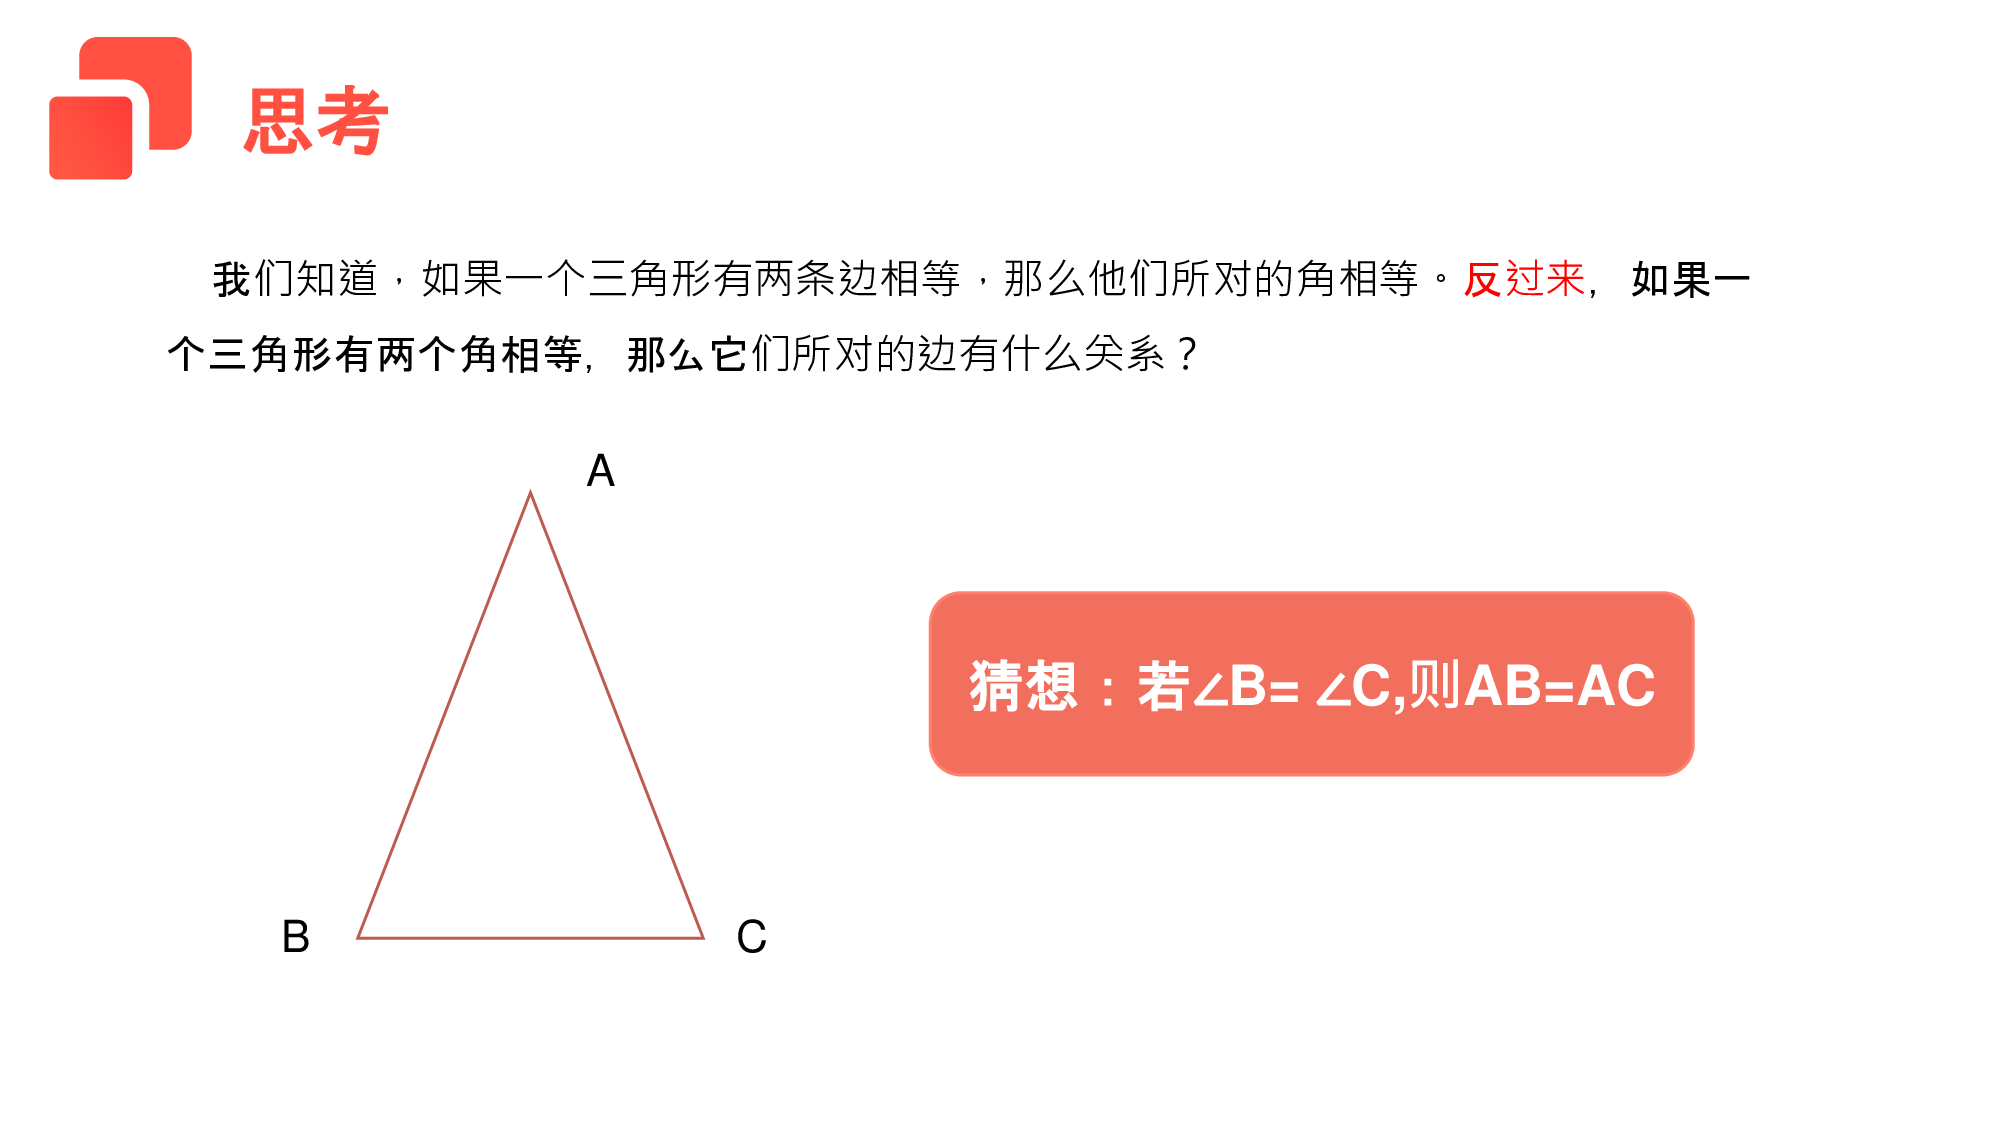 思考
我们知道，如果一个三角形有两条边相等，那么他们所对的角相等。反过来，如果一
个三角形有两个角相等，那么它们所对的边有什么关系？
A
猜想：若∠B= ∠C,则AB=AC
B
C